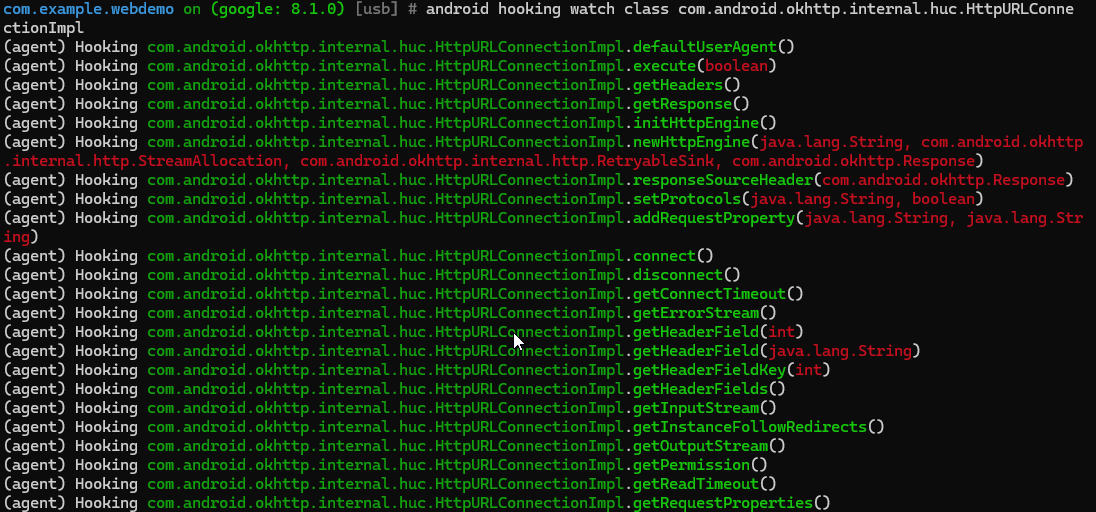 com.example.webdemo on (google: 8.1.0) [usb] # android hooking watch class com.android.okhttp.internal.huc.HttpURLConne
ctionImpl
(agent) Hooking com.android.okhttp.internal.huc.HttpURLConnectionImpl.defaultUserAgent()
(agent) Hooking com.android.okhttp.internal.huc.HttpURLConnectionImpl.execute(boolean)
(agent) Hooking com.android.okhttp.internal.huc.HttpURLConnectionImpl.getHeaders()
(agent) Hooking com.android.okhttp.internal.huc.HttpURLConnectionImpl.getResponse()
(agent) Hooking com.android.okhttp.internal.huc.HttpURLConnectionImpl.initHttpEngine()
(agent) Hooking com.android.okhttp.internal.huc.HttpURLConnectionImpl.newHttpEngine(java.lang.String, com.android.okhttp
.internal.http.StreamAllocation, com.android.okhttp.internal.http.RetryableSink, com.android.okhttp.Response)
(agent) Hooking com.android.okhttp.internal.huc.HttpURLConnectionImpl.responseSourceHeader(com.android.okhttp.Response)
(agent) Hooking com.android.okhttp.internal.huc.HttpURLConnectionImpl.setProtocols(java.lang.String, boolean)
(agent) Hooking com.android.okhttp.internal.huc.HttpURLConnectionImpl.addRequestProperty(java.lang.String, java.lang.Str
ing)
(agent) Hooking com.android.okhttp.internal.huc.HttpURLConnectionImpl.connect()
(agent) Hooking com.android.okhttp.internal.huc.HttpURLConnectionImpl.disconnect()
(agent) Hooking com.android.okhttp.internal.huc.HttpURLConnectionImpl.getConnectTimeout()
(agent) Hooking com.android.okhttp.internal.huc.HttpURLConnectionImpl.getErrorStream()
(agent) Hooking com.android.okhttp.internal.huc.HttpURLConnectionImpl.getHeaderField(int)
(agent) Hooking com.android.okhttp.internal.huc.HttpURLConnectionImpl.getHeaderField(java.lang.String)
(agent) Hooking com.android.okhttp.internal.huc.HttpURLConnectionImpl.getHeaderFieldKey(int)
(agent) Hooking com.android.okhttp.internal.huc.HttpURLConnectionImpl.getHeaderFields()
(agent) Hooking com.android.okhttp.internal.huc.HttpURLConnectionImpl.getInputStream()
(agent) Hooking com.android.okhttp.internal.huc.HttpURLConnectionImpl.getInstanceFollowRedirects()
(agent) Hooking com.android.okhttp.internal.huc.HttpURLConnectionImpl.getOutputStream()
(agent) Hooking com.android.okhttp.internal.huc.HttpURLConnectionImpl.getPermission()
(agent) Hooking com.android.okhttp.internal.huc.HttpURLConnectionImpl.getReadTimeout()
(agent) Hooking com.android.okhttp.internal.huc.HttpURLConnectionImpl.getRequestProperties()